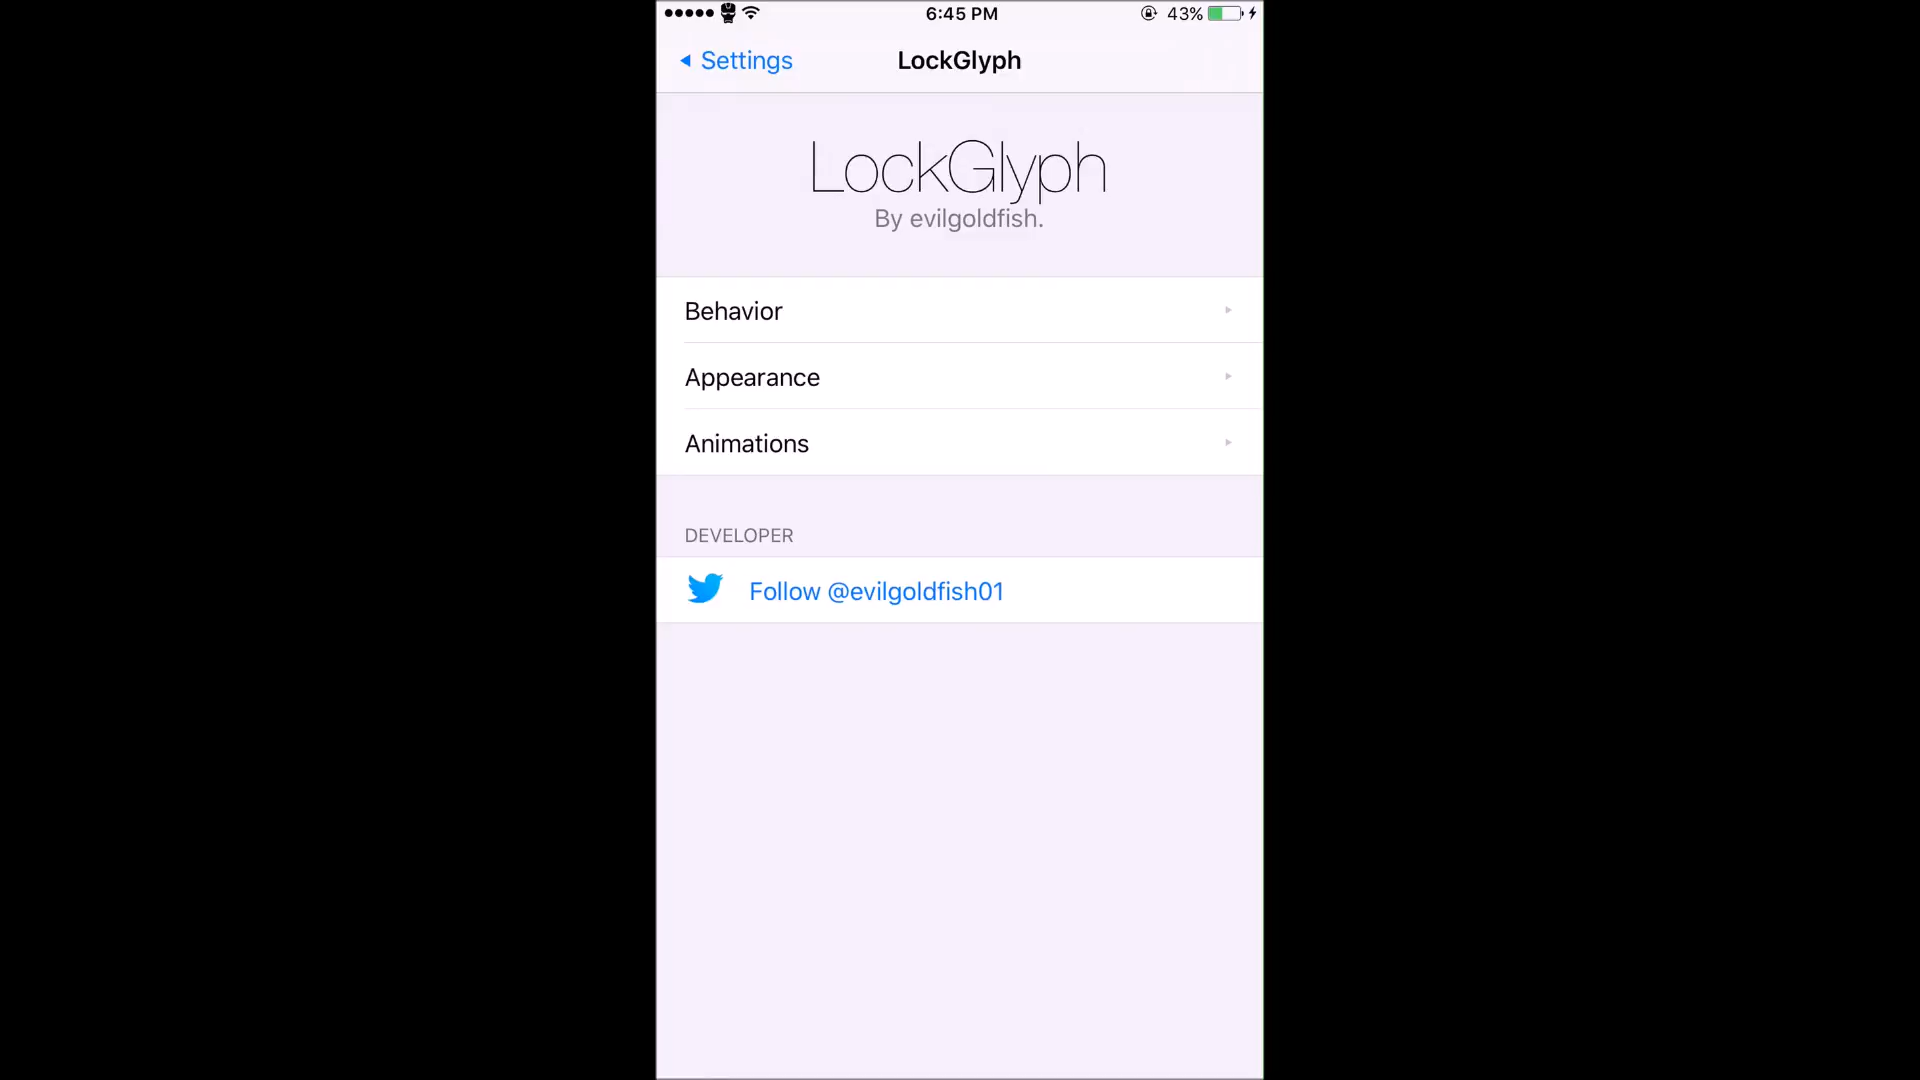 6:45 PM
43%
Settings
LockGlyph
LockGlyph
By evilgoldfish.
Behavior
Appearance
Animations
DEVELOPER
Follow @evilgoldfish01